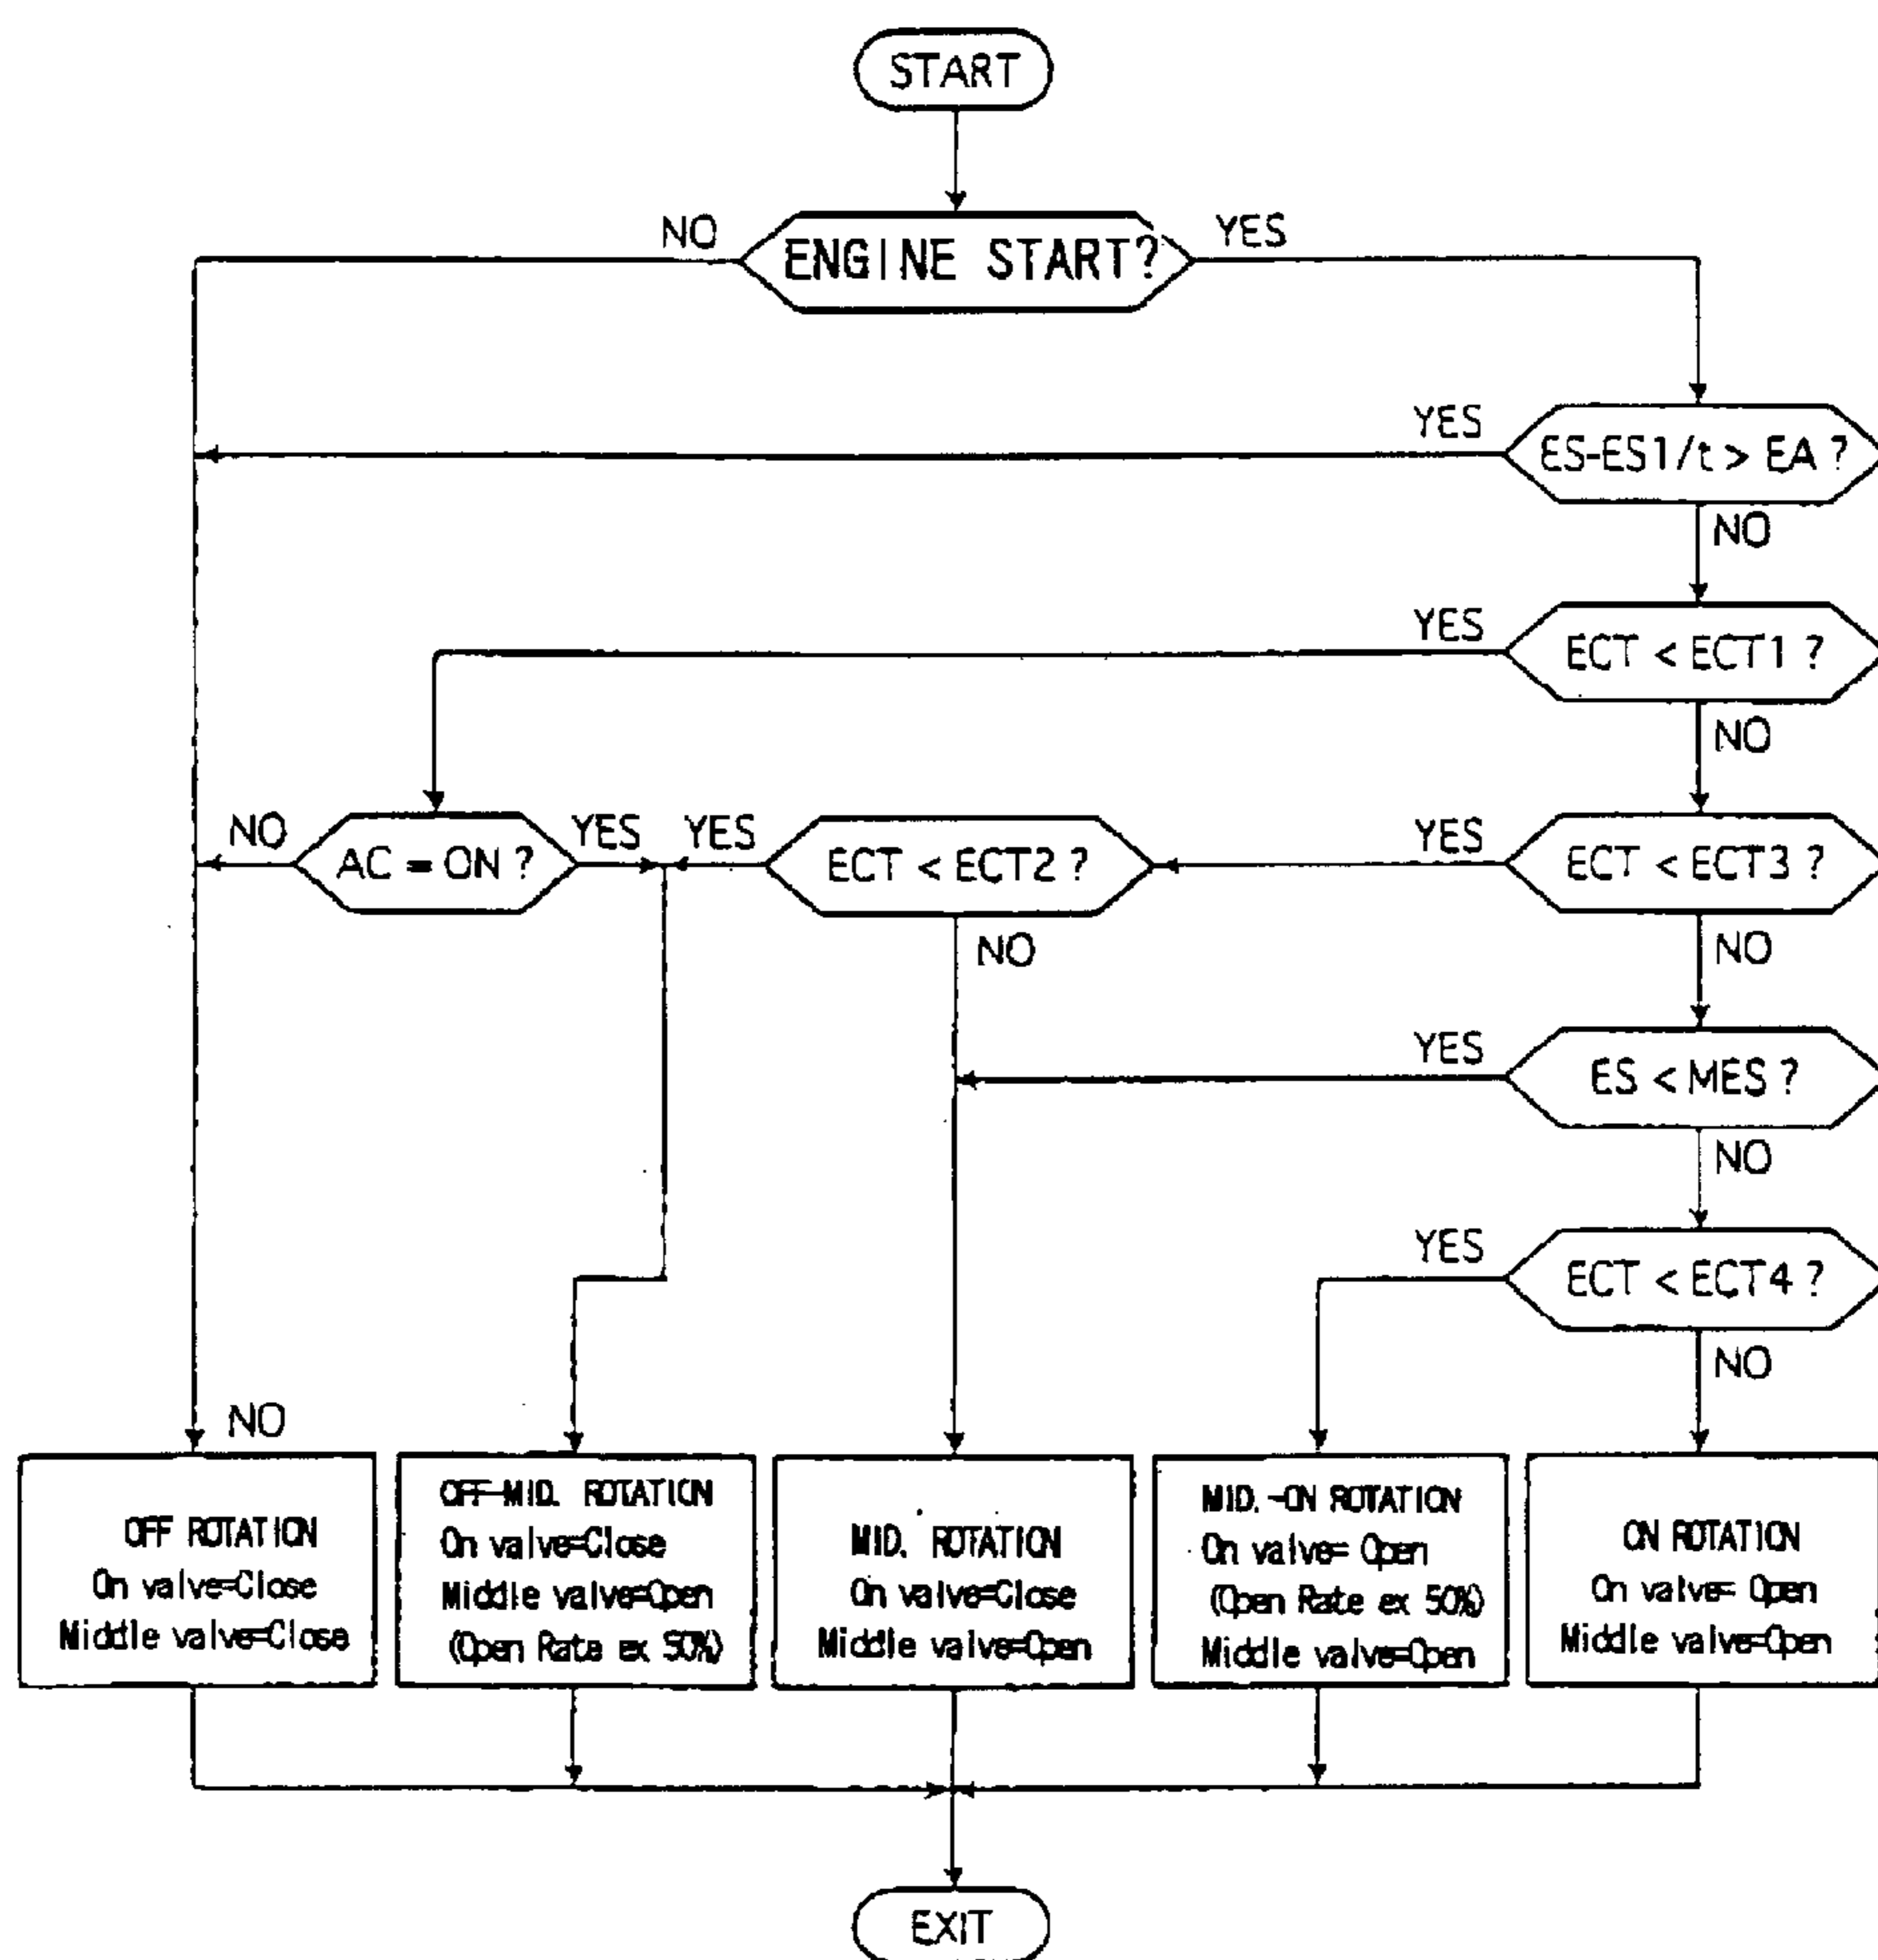 START
NO
ENGINE START?
YES
YES
ES-ES1/t > EA ?
NO
YES
ECT < ECT1 ?
NO
NO
AC = ON ?
YES
YES
ECT < ECT2 ?
YES
ECT < ECT3 ?
NO
NO
YES
ES < MES ?
NO
YES
ECT < ECT4 ?
NO
NO
OFF ROTATION
On valve=Close
Middle valve=Close
OFF-MID. ROTATION
On valve=Close
Middle valve=Open
(Open Rate ex 50%)
MID. ROTATION
On valve=Close
Middle valve=Open
MID.-ON ROTATION
On valve= Open
(Open Rate ex 50%)
Middle valve=Open
ON ROTATION
On valve= Open
Middle valve=Open
EXIT